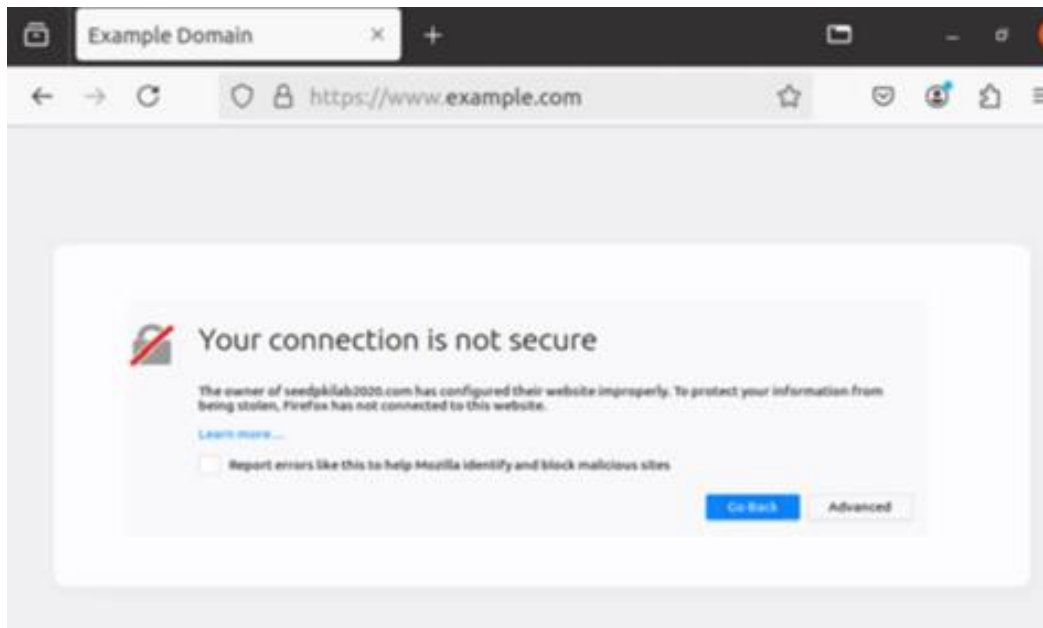 Example Domain
https://www.example.com
Your connection is not secure
The owner of seedpkilab2020.com has configured their website improperly. To protect your information from
being stolen, Firefox has not connected to this website.
Learn more...
Report errors like this to help Mozilla identify and block malicious sites
Go Back Advanced